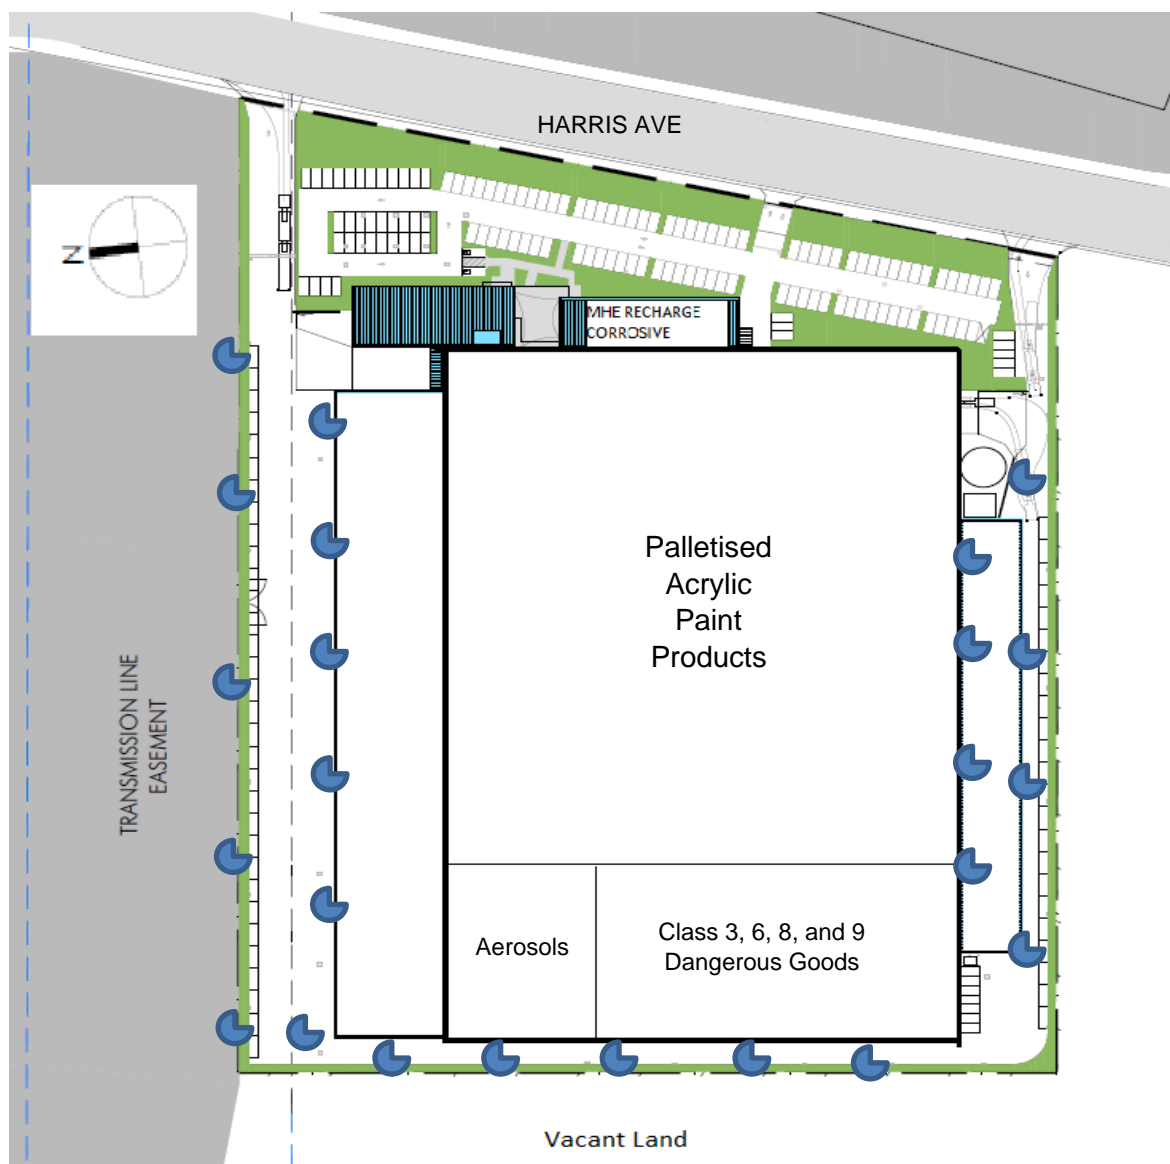 HARRIS AVE
N
MHE RECHARGE
CORROSIVE
Palletised
Acrylic
Paint
Products
TRANSMISSION LINE
EASEMENT
Aerosols
Class 3, 6, 8, and 9
Dangerous Goods
Vacant Land